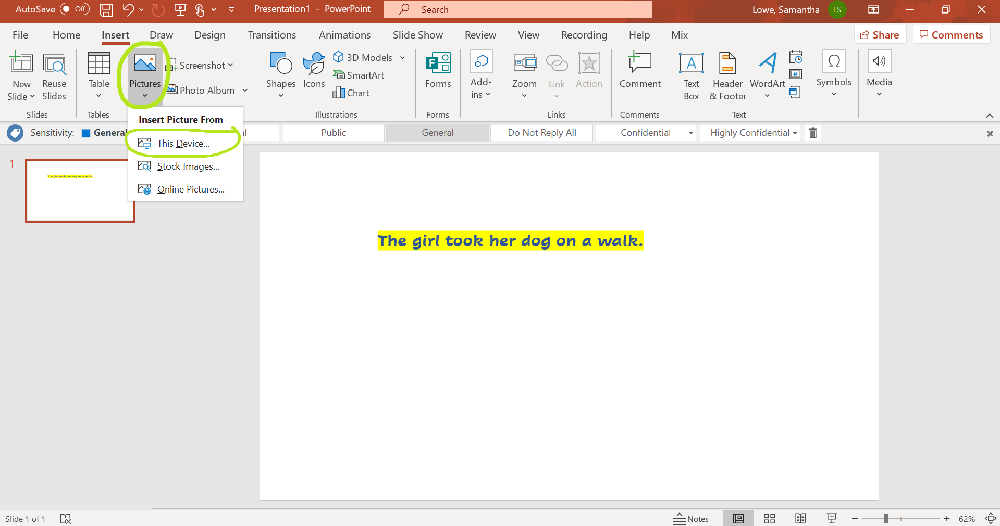 AutoSave Off Presentation1 - PowerPoint Search Lowe, Samantha LS
File Home Insert Draw Design Transitions Animations Slide Show Review View Recording Help Mix Share Comments
New Slide Reuse Slides Table Pictures Screenshot Photo Album Shapes Icons 3D Models SmartArt Chart Forms Add-ins Zoom Link Action Comment Text Box Header & Footer WordArt Symbols Media
Slides Tables Illustrations Forms Links Comments Text
Insert Picture From
Sensitivity: General Public General Do Not Reply All Confidential Highly Confidential
This Device...
Stock Images...
Online Pictures...
1
The girl took her dog on a walk.
The girl took her dog on a walk.
Slide 1 of 1 Notes 62%